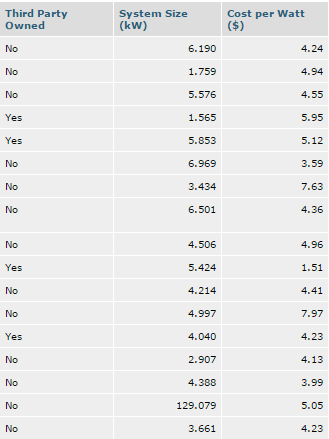 Third Party Owned System Size (kW) Cost per Watt ($)
No 6.190 4.24
No 1.759 4.94
No 5.576 4.55
Yes 1.565 5.95
Yes 5.853 5.12
No 6.969 3.59
No 3.434 7.63
No 6.501 4.36
No 4.506 4.96
Yes 5.424 1.51
No 4.214 4.41
No 4.997 7.97
Yes 4.040 4.23
No 2.907 4.13
No 4.388 3.99
No 129.079 5.05
No 3.661 4.23